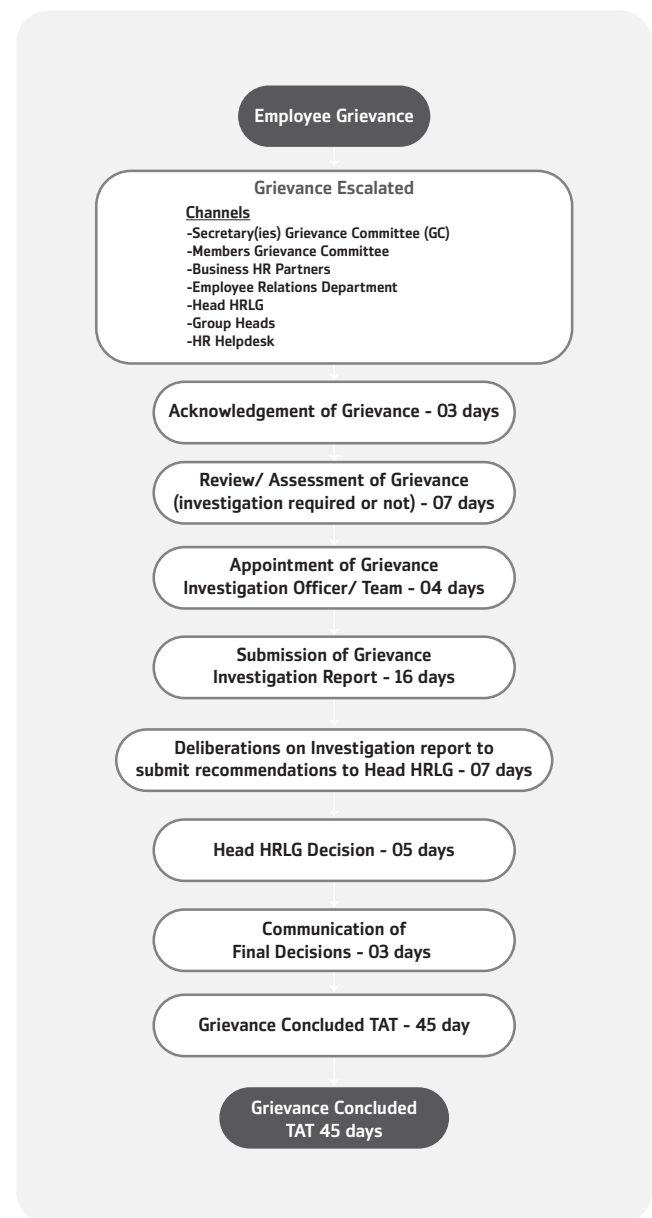 Employee Grievance
Grievance Escalated
Channels
-Secretary(ies) Grievance Committee (GC)
-Members Grievance Committee
-Business HR Partners
-Employee Relations Department
-Head HRLG
-Group Heads
-HR Helpdesk
Acknowledgement of Grievance - 03 days
Review/ Assessment of Grievance
(investigation required or not) - 07 days
Appointment of Grievance
Investigation Officer/ Team - 04 days
Submission of Grievance
Investigation Report - 16 days
Deliberations on Investigation report to
submit recommendations to Head HRLG - 07 days
Head HRLG Decision - 05 days
Communication of
Final Decisions - 03 days
Grievance Concluded TAT - 45 day
Grievance Concluded
TAT 45 days